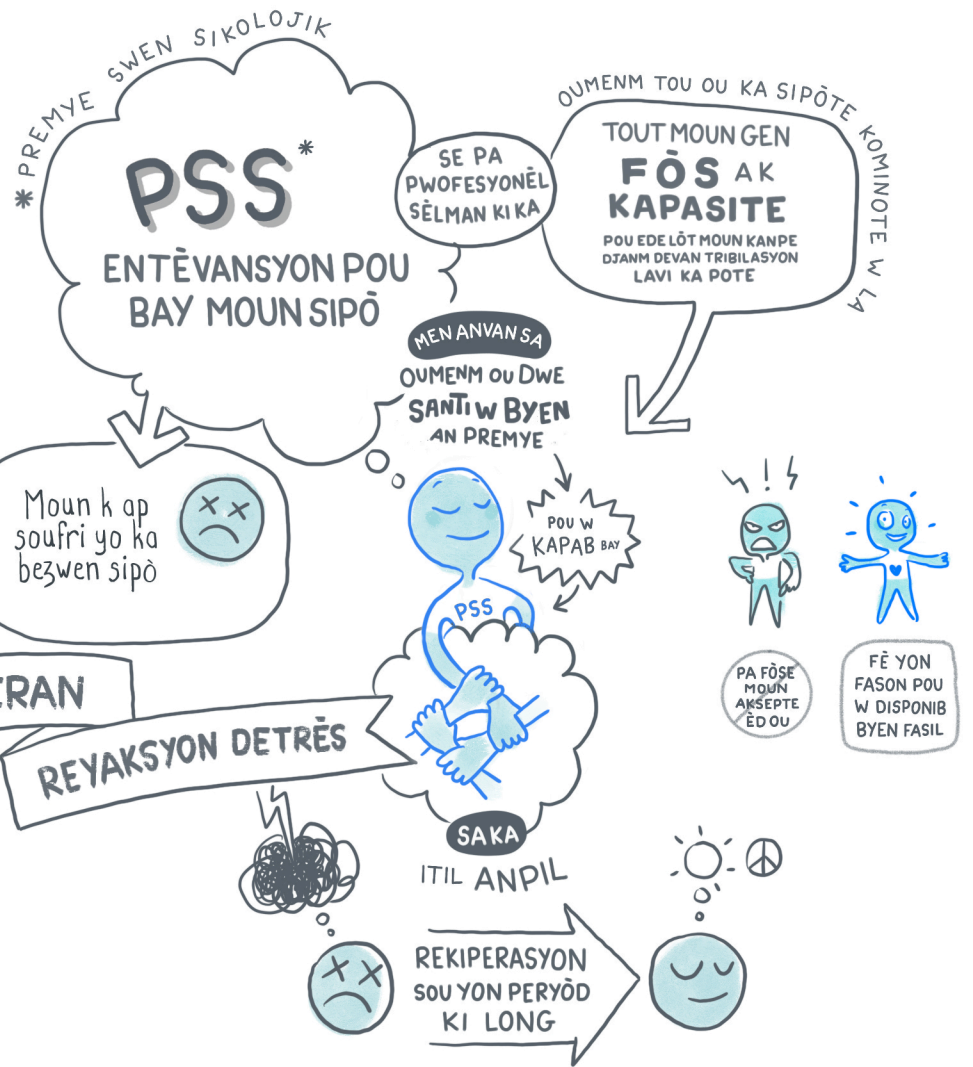 * PREMYE SWEN SIKOLOJIK
PSS*
ENTÈVANSYON POU
BAY MOUN SIPÒ
SE PA
PWOFESYONÈL
SÈLMAN KI KA
OUMENM TOU OU KA SIPÒTE KOMINOTE W LA
TOUT MOUN GEN
FÒS AK
KAPASITE
POU EDE LÒT MOUN KANPE
DJANM DEVAN TRIBILASYON
LAVI KA POTE
MEN ANVAN SA
OUMENM OU DWE
SANTI W BYEN
AN PREMYE
POU W
KAPAB BAY
PSS
Moun k ap
soufri yo ka
bezwen sipò
PA FÒSE
MOUN
AKSEPTE
ÈD OU
FÈ YON
FASON POU
W DISPONIB
BYEN FASIL
ERAN
REYAKSYON DETRÈS
SA KA
ITIL ANPIL
REKIPERASYON
SOU YON PERYÒD
KI LONG